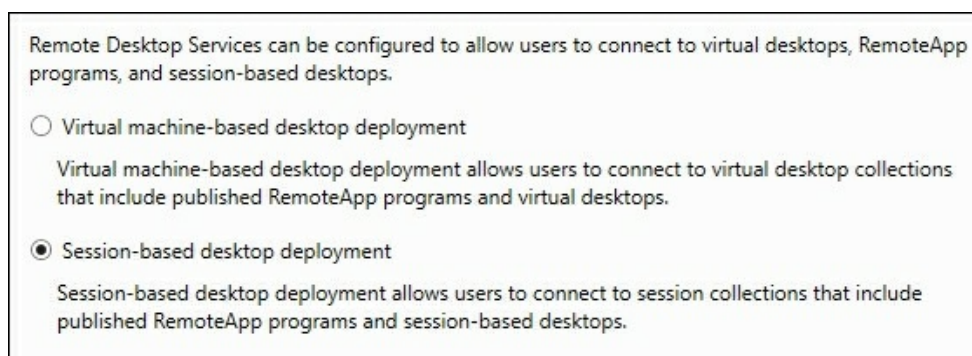 Remote Desktop Services can be configured to allow users to connect to virtual desktops, RemoteApp
programs, and session-based desktops.
Virtual machine-based desktop deployment
Virtual machine-based desktop deployment allows users to connect to virtual desktop collections
that include published RemoteApp programs and virtual desktops.
Session-based desktop deployment
Session-based desktop deployment allows users to connect to session collections that include
published RemoteApp programs and session-based desktops.